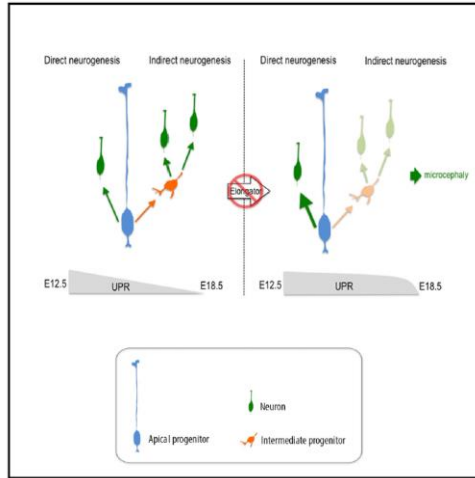 Direct neurogenesis Indirect neurogenesis
Direct neurogenesis Indirect neurogenesis
microcephaly
Elongator
E12.5 UPR E18.5
E12.5 UPR E18.5
Neuron
Apical progenitor
Intermediate progenitor